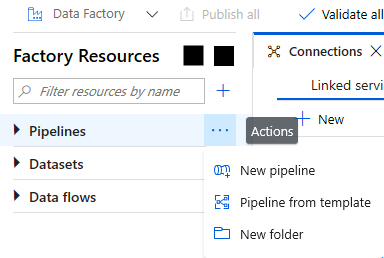 Data Factory
Publish all
Validate all
Factory Resources
Connections
Filter resources by name
Linked servi
New
Pipelines
Actions
Datasets
Data flows
New pipeline
Pipeline from template
New folder